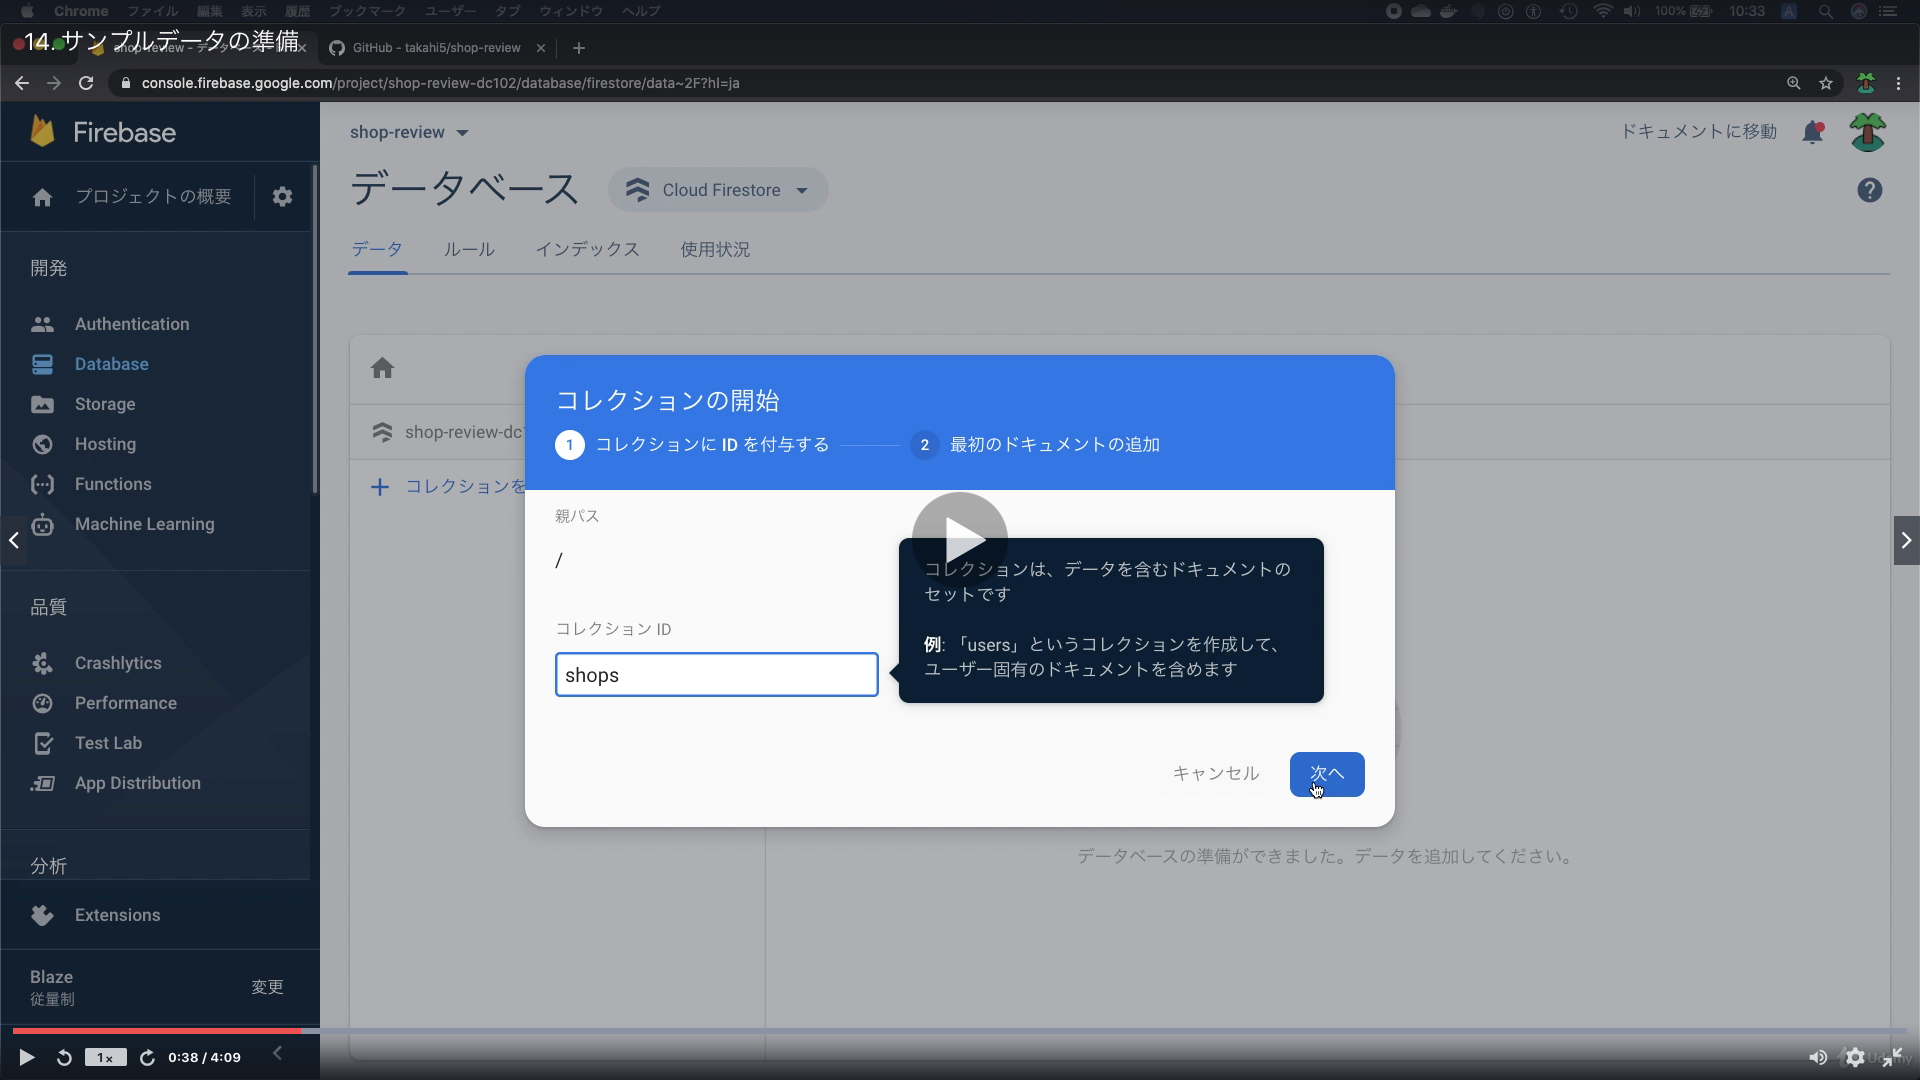 Chrome ファイル 編集 表示 履歴 ブックマーク ユーザー タブ ウィンドウ ヘルプ 100% 10:33 A
14. サンプルデータの準備
GitHub - takahi5/shop-review
console.firebase.google.com/project/shop-review-dc102/database/firestore/data~2F?hl=ja
Firebase
shop-review
ドキュメントに移動
プロジェクトの概要
データベース
Cloud Firestore
データ ルール インデックス 使用状況
開発
Authentication
Database
Storage
Hosting
Functions
Machine Learning
品質
Crashlytics
Performance
Test Lab
App Distribution
分析
Extensions
Blaze
従量制
変更
shop-review-dc1
コレクションを
コレクションの開始
1 コレクションに ID を付与する
2 最初のドキュメントの追加
親パス
/
コレクション ID
shops
コレクションは、データを含むドキュメントの
セットです
例: 「users」というコレクションを作成して、
ユーザー固有のドキュメントを含めます
キャンセル
次へ
データベースの準備ができました。データを追加してください。
1x
0:38 / 4:09